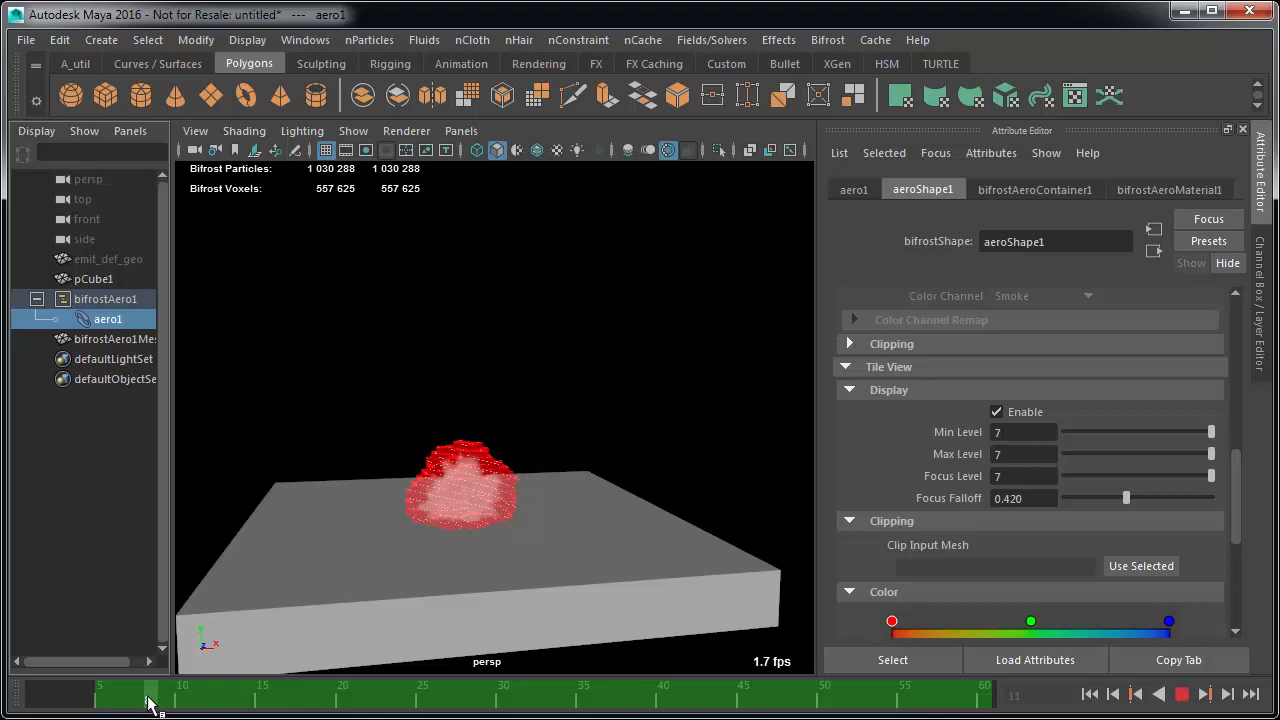 Autodesk Maya 2016 - Not for Resale: untitled* --- aero1
File Edit Create Select Modify Display Windows nParticles Fluids nCloth nHair nConstraint nCache Fields/Solvers Effects Bifrost Cache Help
A_util Curves / Surfaces Polygons Sculpting Rigging Animation Rendering FX FX Caching Custom Bullet XGen HSM TURTLE
Display Show Panels
persp
top
front
side
emit_def_geo
pCube1
bifrostAero1
aero1
bifrostAero1Me
defaultLightSet
defaultObjectSe
View Shading Lighting Show Renderer Panels
Bifrost Particles: 1 030 288 1 030 288
Bifrost Voxels: 557 625 557 625
y
x
z
persp
1.7 fps
Attribute Editor
List Selected Focus Attributes Show Help
aero1 aeroShape1 bifrostAeroContainer1 bifrostAeroMaterial1
Focus
bifrostShape: aeroShape1
Presets
Show Hide
Color Channel Smoke
Color Channel Remap
Clipping
Tile View
Display
Enable
Min Level 7
Max Level 7
Focus Level 7
Focus Falloff 0.420
Clipping
Clip Input Mesh
Use Selected
Color
Select Load Attributes Copy Tab
Attribute Editor
Channel Box / Layer Editor
5 10 15 20 25 30 35 40 45 50 55 60
11